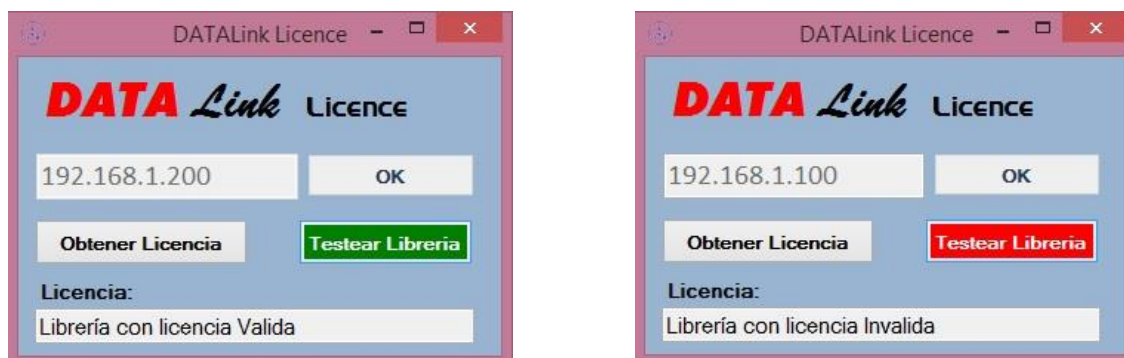 DATALink Licence
DATA Link Licence
192.168.1.200 OK
Obtener Licencia Testear Libreria
Licencia:
Librería con licencia Valida
DATALink Licence
DATA Link Licence
192.168.1.100 OK
Obtener Licencia Testear Libreria
Licencia:
Librería con licencia Invalida